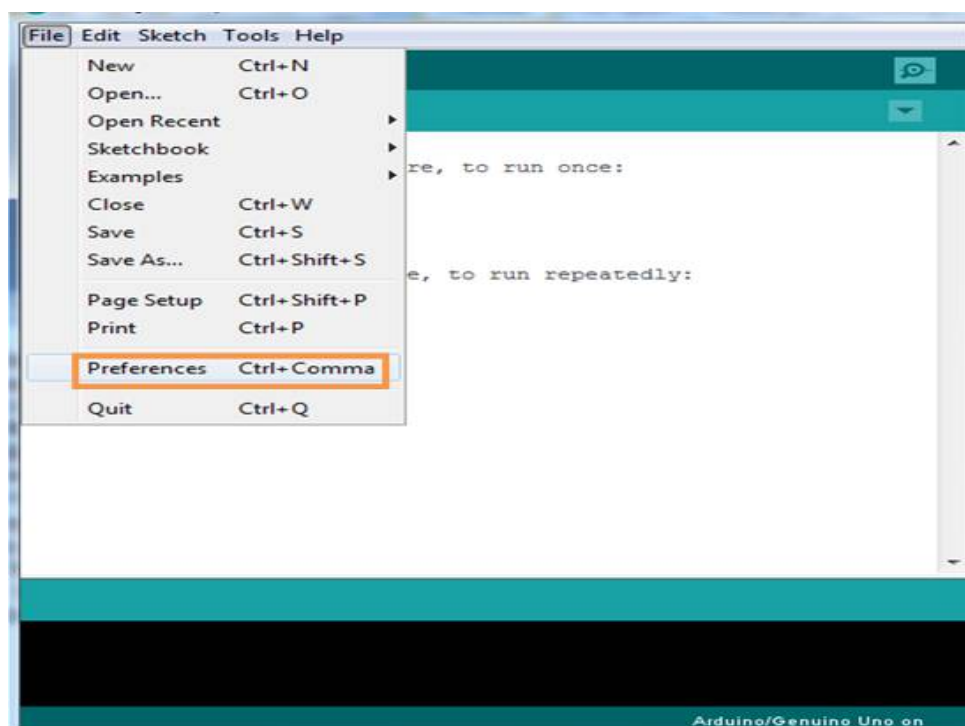 File Edit Sketch Tools Help
New Ctrl+N
Open... Ctrl+O
Open Recent
Sketchbook
Examples
Close Ctrl+W
Save Ctrl+S
Save As... Ctrl+Shift+S
Page Setup Ctrl+Shift+P
Print Ctrl+P
Preferences Ctrl+Comma
Quit Ctrl+Q
re, to run once:
e, to run repeatedly:
Arduino/Genuino Uno on